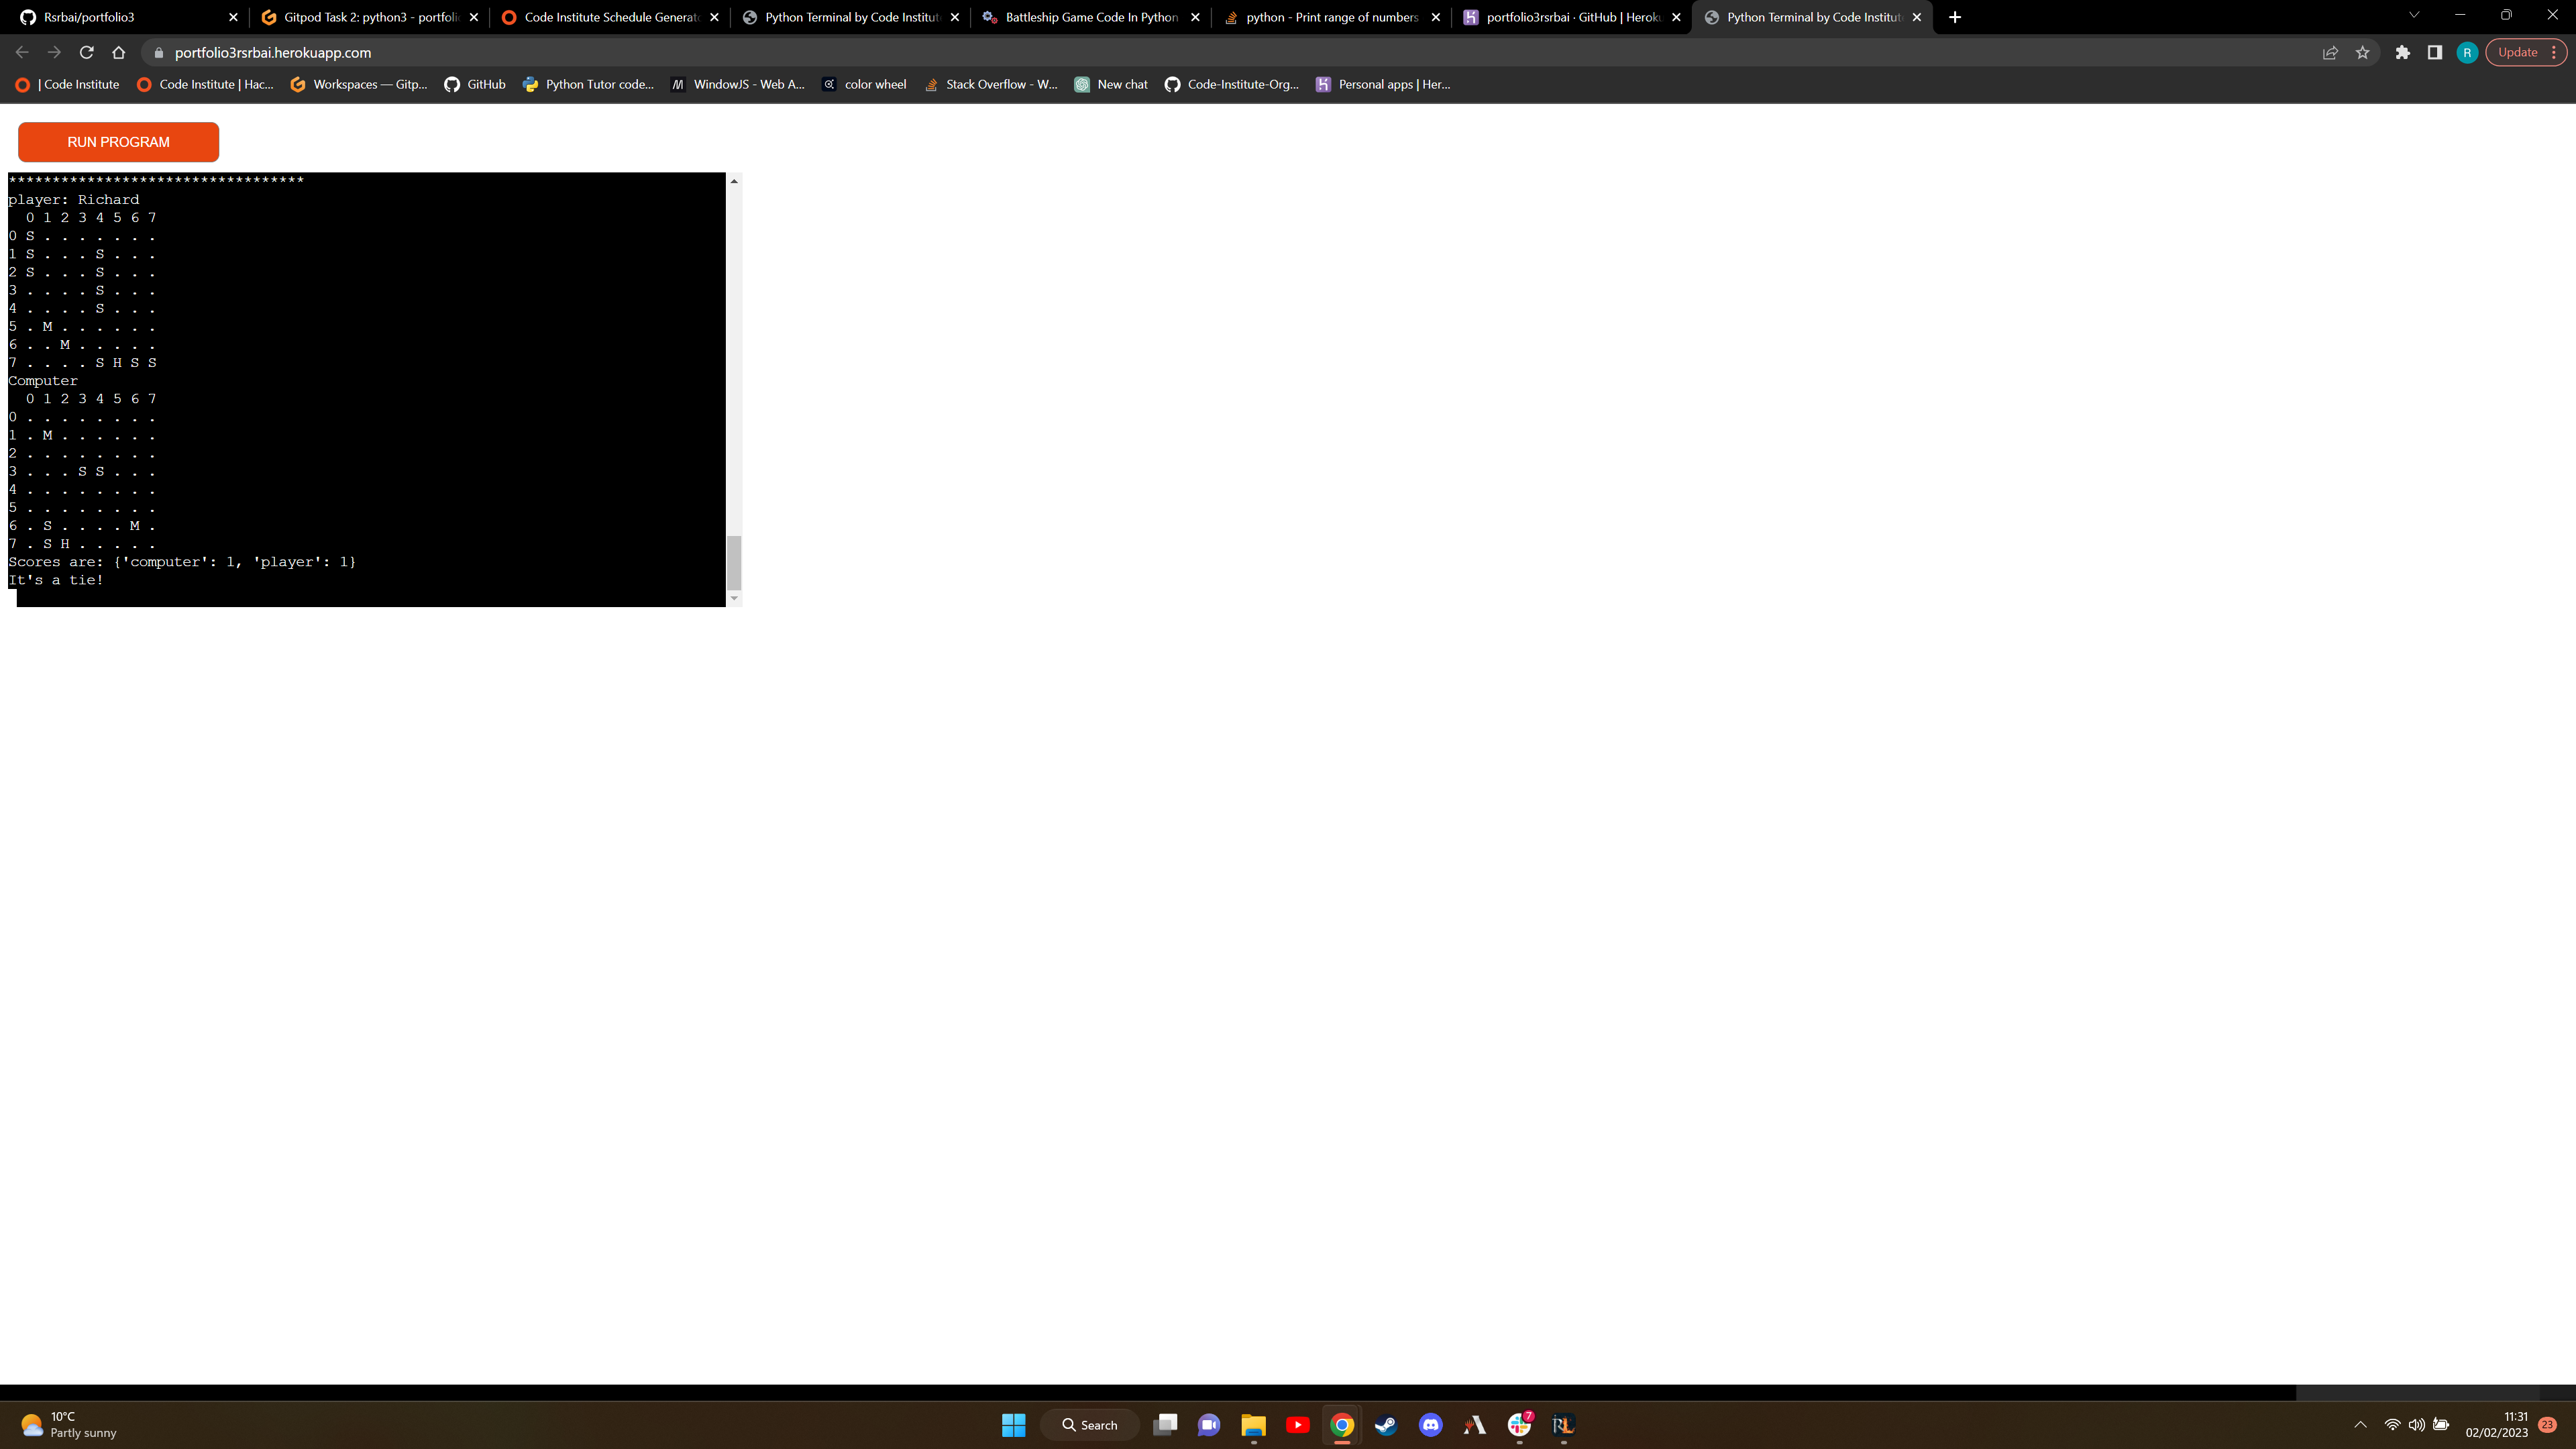 Rsrbai/portfolio3
Gitpod Task 2: python3 - portfolio
Code Institute Schedule Generato
Python Terminal by Code Institut
Battleship Game Code In Python
python - Print range of numbers
portfolio3rsrbai · GitHub | Heroku
Python Terminal by Code Institut
portfolio3rsrbai.herokuapp.com
R
Update
| Code Institute
Code Institute | Hac...
Workspaces — Gitp...
GitHub
Python Tutor code...
WindowJS - Web A...
color wheel
Stack Overflow - W...
New chat
Code-Institute-Org...
Personal apps | Her...
RUN PROGRAM
**********************************
player: Richard
0 1 2 3 4 5 6 7
0 S . . . . . . .
1 S . . . S . . .
2 S . . . S . . .
3 . . . . S . . .
4 . . . . S . . .
5 . M . . . . . .
6 . . M . . . . .
7 . . . . S H S S
Computer
0 1 2 3 4 5 6 7
0 . . . . . . . .
1 . M . . . . . .
2 . . . . . . . .
3 . . . S S . . .
4 . . . . . . . .
5 . . . . . . . .
6 . S . . . . M .
7 . S H . . . . .
Scores are: {'computer': 1, 'player': 1}
It's a tie!
10°C
Partly sunny
Search
7
RL
11:31
02/02/2023
23